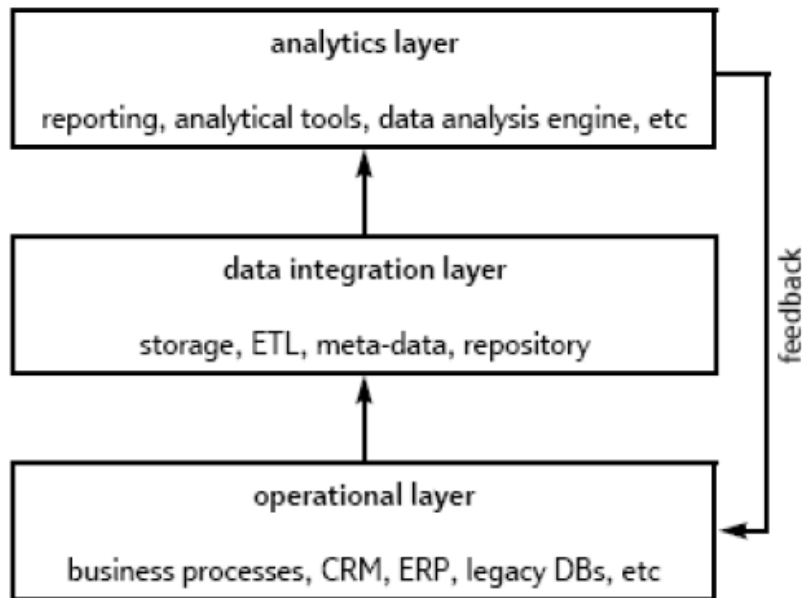 analytics layer
reporting, analytical tools, data analysis engine, etc
data integration layer
storage, ETL, meta-data, repository
feedback
operational layer
business processes, CRM, ERP, legacy DBs, etc